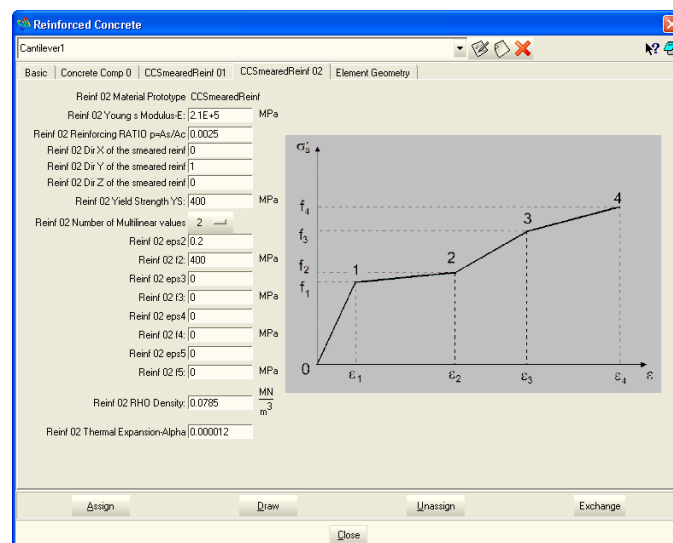 Reinforced Concrete
Cantilever1
Basic Concrete Comp 0 CCSmearedReinf 01 CCSmearedReinf 02 Element Geometry
Reinf 02 Material Prototype CCSmearedReinf
Reinf 02 Young s Modulus-E: 2.1E+5 MPa
Reinf 02 Reinforcing RATIO p=As/Ac 0.0025
Reinf 02 Dir X of the smeared reinf 0
Reinf 02 Dir Y of the smeared reinf 1
Reinf 02 Dir Z of the smeared reinf 0
Reinf 02 Yield Strength YS: 400 MPa
Reinf 02 Number of Multilinear values 2
Reinf 02 eps2 0.2
Reinf 02 f2: 400 MPa
Reinf 02 eps3 0
Reinf 02 f3: 0 MPa
Reinf 02 eps4 0
Reinf 02 f4: 0 MPa
Reinf 02 eps5 0
Reinf 02 f5: 0 MPa
Reinf 02 RHO Density: 0.0785 MN/m3
Reinf 02 Thermal Expansion-Alpha 0.000012
σs
f4
f3
f2
f1
1 2 3 4
0 ε1 ε2 ε3 ε4 ε
Assign Draw Unassign Exchange
Close